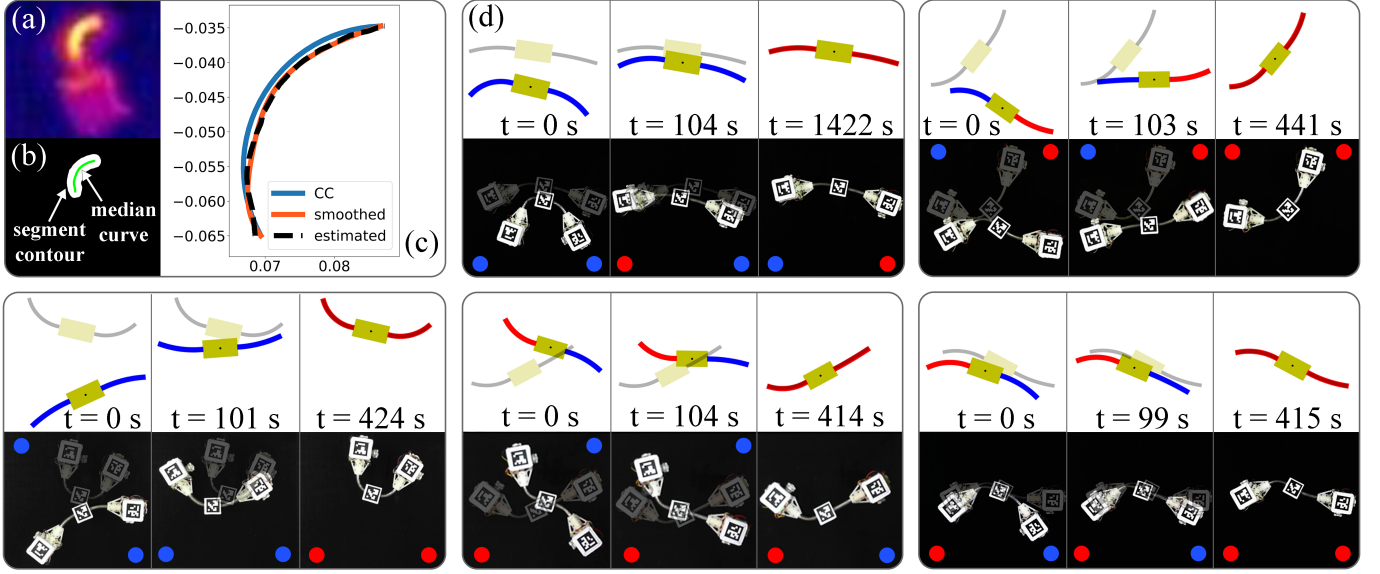 (a)
(b)
segment
contour
median
curve
−0.035
−0.040
−0.045
−0.050
−0.055
−0.060
−0.065
0.07
0.08
CC
smoothed
estimated
(c)
(d)
t = 0 s
t = 104 s
t = 1422 s
t = 0 s
t = 103 s
t = 441 s
t = 0 s
t = 101 s
t = 424 s
t = 0 s
t = 104 s
t = 414 s
t = 0 s
t = 99 s
t = 415 s